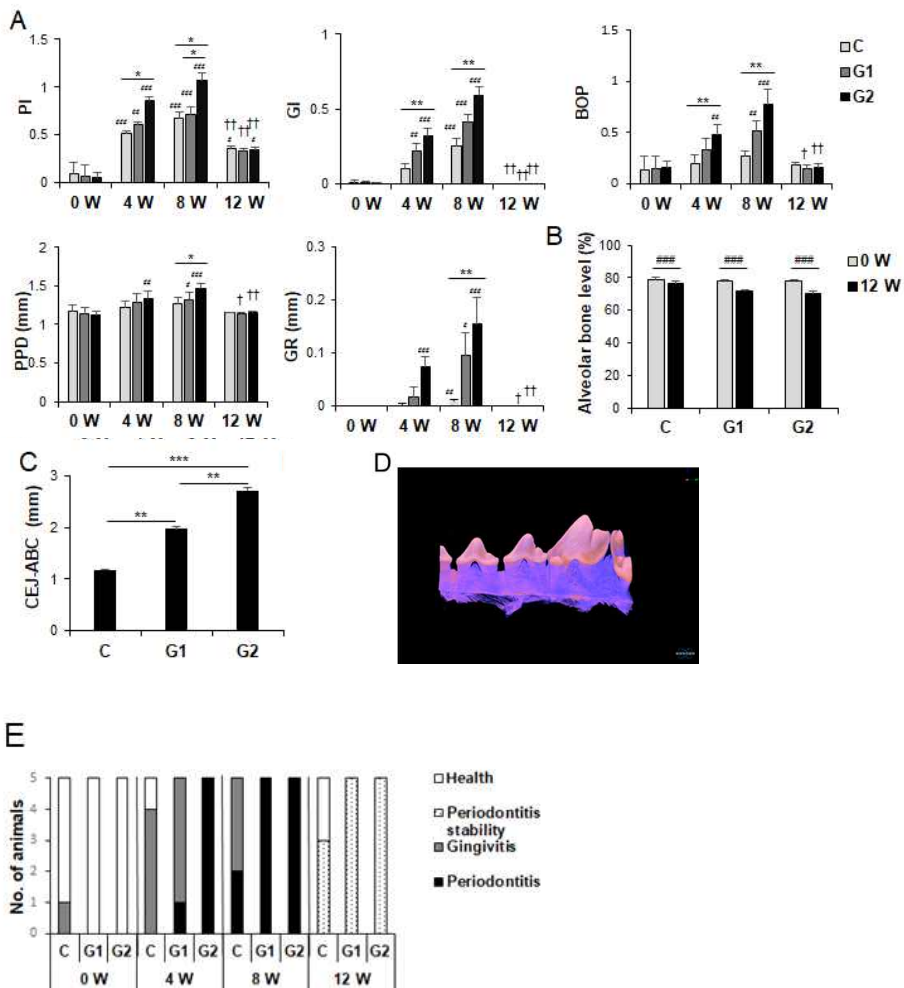 A
PI
1.5
1
0.5
0
0 W
4 W
8 W
12 W
*
*
*
###
##
###
###
###
###
††
††
††
#
#
GI
1
0.5
0
0 W
4 W
8 W
12 W
**
**
##
###
###
###
###
††
††
††
BOP
1.5
1
0.5
0
0 W
4 W
8 W
12 W
**
**
##
##
###
†
††
C
G1
G2
PPD (mm)
2
1.5
1
0.5
0
0 W
4 W
8 W
12 W
*
##
#
###
†
††
GR (mm)
0.3
0.2
0.1
0
0 W
4 W
8 W
12 W
**
###
##
#
###
†
††
B
Alveolar bone level (%)
100
80
60
40
20
0
C
G1
G2
###
###
###
0 W
12 W
C
CEJ-ABC (mm)
3
2
1
0
C
G1
G2
***
**
**
D
E
No. of animals
5
4
3
2
1
0
C G1 G2 C G1 G2 C G1 G2 C G1 G2
0 W 4 W 8 W 12 W
Health
Periodontitis
stability
Gingivitis
Periodontitis